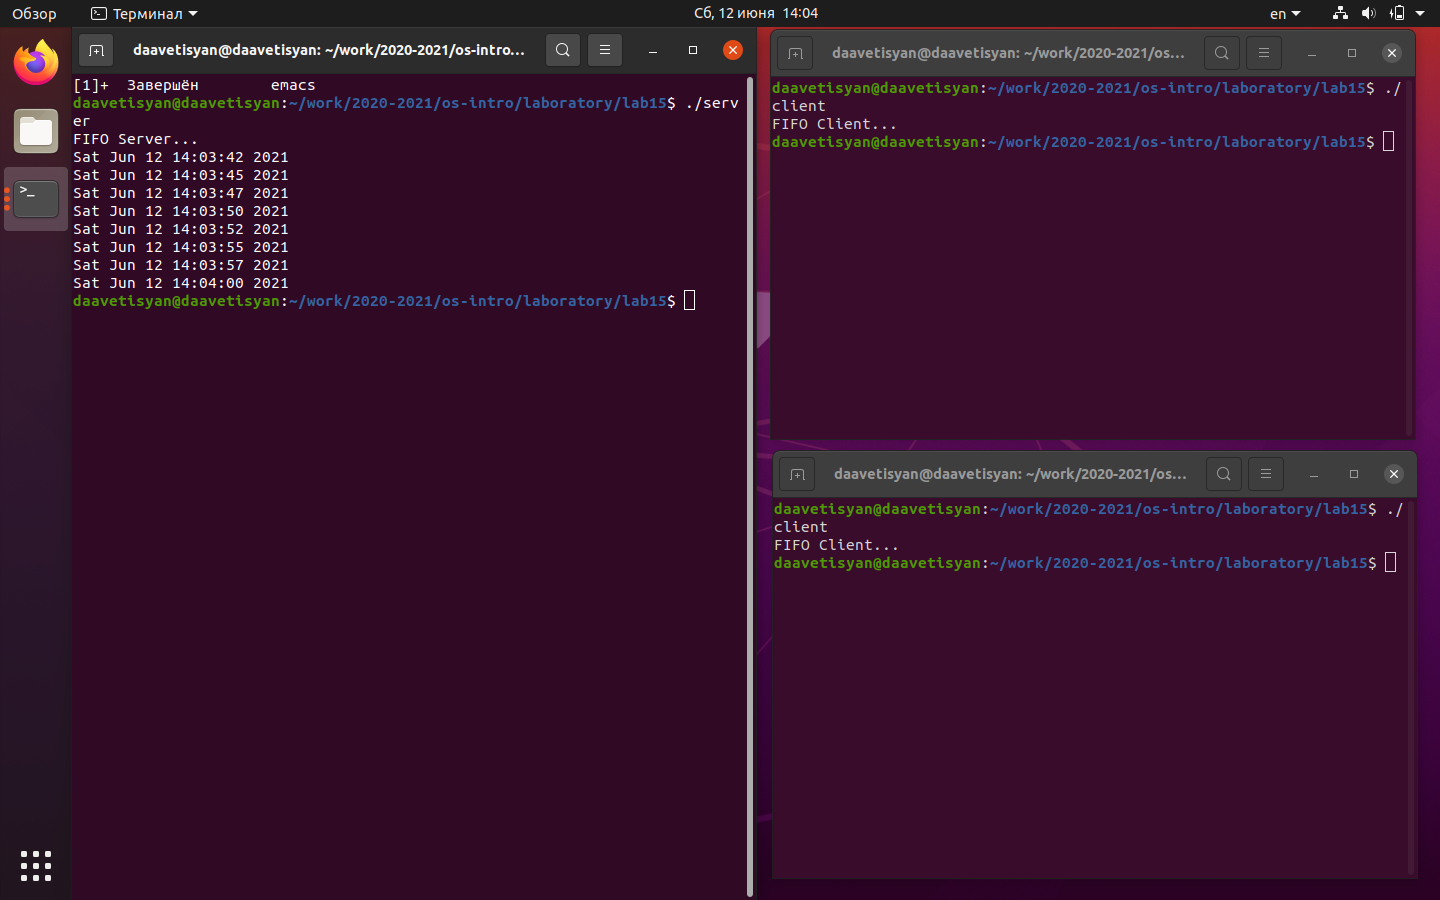 Обзор
Терминал
Сб, 12 июня 14:04
en
daavetisyan@daavetisyan: ~/work/2020-2021/os-intro...
[1]+  Завершён        emacs
daavetisyan@daavetisyan:~/work/2020-2021/os-intro/laboratory/lab15$ ./serv
er
FIFO Server...
Sat Jun 12 14:03:42 2021
Sat Jun 12 14:03:45 2021
Sat Jun 12 14:03:47 2021
Sat Jun 12 14:03:50 2021
Sat Jun 12 14:03:52 2021
Sat Jun 12 14:03:55 2021
Sat Jun 12 14:03:57 2021
Sat Jun 12 14:04:00 2021
daavetisyan@daavetisyan:~/work/2020-2021/os-intro/laboratory/lab15$
daavetisyan@daavetisyan: ~/work/2020-2021/os...
daavetisyan@daavetisyan:~/work/2020-2021/os-intro/laboratory/lab15$ ./
client
FIFO Client...
daavetisyan@daavetisyan:~/work/2020-2021/os-intro/laboratory/lab15$
daavetisyan@daavetisyan: ~/work/2020-2021/os...
daavetisyan@daavetisyan:~/work/2020-2021/os-intro/laboratory/lab15$ ./
client
FIFO Client...
daavetisyan@daavetisyan:~/work/2020-2021/os-intro/laboratory/lab15$